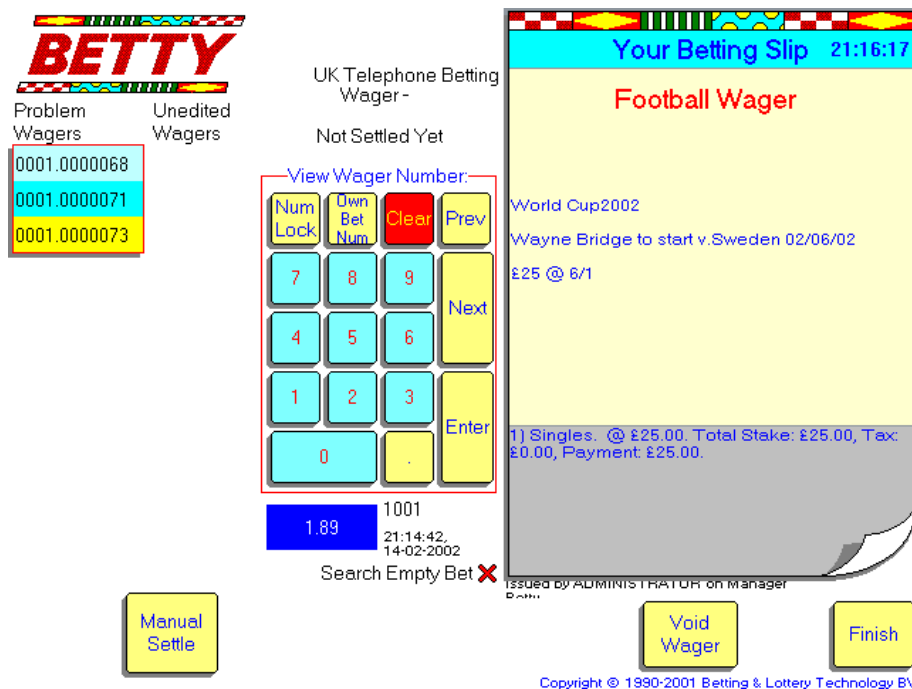 BETTY
Problem Wagers
Unedited Wagers
0001.0000068
0001.0000071
0001.0000073
UK Telephone Betting
Wager -
Not Settled Yet
View Wager Number:
Num Lock
Own Bet Num
Clear
Prev
7
8
9
Next
4
5
6
1
2
3
Enter
0
.
1.89
1001
21:14:42,
14-02-2002
Search Empty Bet
Manual Settle
Your Betting Slip 21:16:17
Football Wager
World Cup2002
Wayne Bridge to start v.Sweden 02/06/02
£25 @ 6/1
1) Singles. @ £25.00. Total Stake: £25.00, Tax:
£0.00, Payment: £25.00.
Issued by ADMINISTRATOR on Manager
Betty
Void Wager
Finish
Copyright © 1990-2001 Betting & Lottery Technology BV